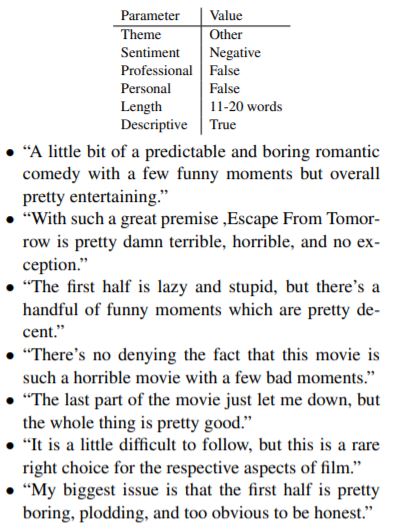 Parameter Value
Theme Other
Sentiment Negative
Professional False
Personal False
Length 11-20 words
Descriptive True
• “A little bit of a predictable and boring romantic
comedy with a few funny moments but overall
pretty entertaining.”
• “With such a great premise ,Escape From Tomor-
row is pretty damn terrible, horrible, and no ex-
ception.”
• “The first half is lazy and stupid, but there’s a
handful of funny moments which are pretty de-
cent.”
• “There’s no denying the fact that this movie is
such a horrible movie with a few bad moments.”
• “The last part of the movie just let me down, but
the whole thing is pretty good.”
• “It is a little difficult to follow, but this is a rare
right choice for the respective aspects of film.”
• “My biggest issue is that the first half is pretty
boring, plodding, and too obvious to be honest.”